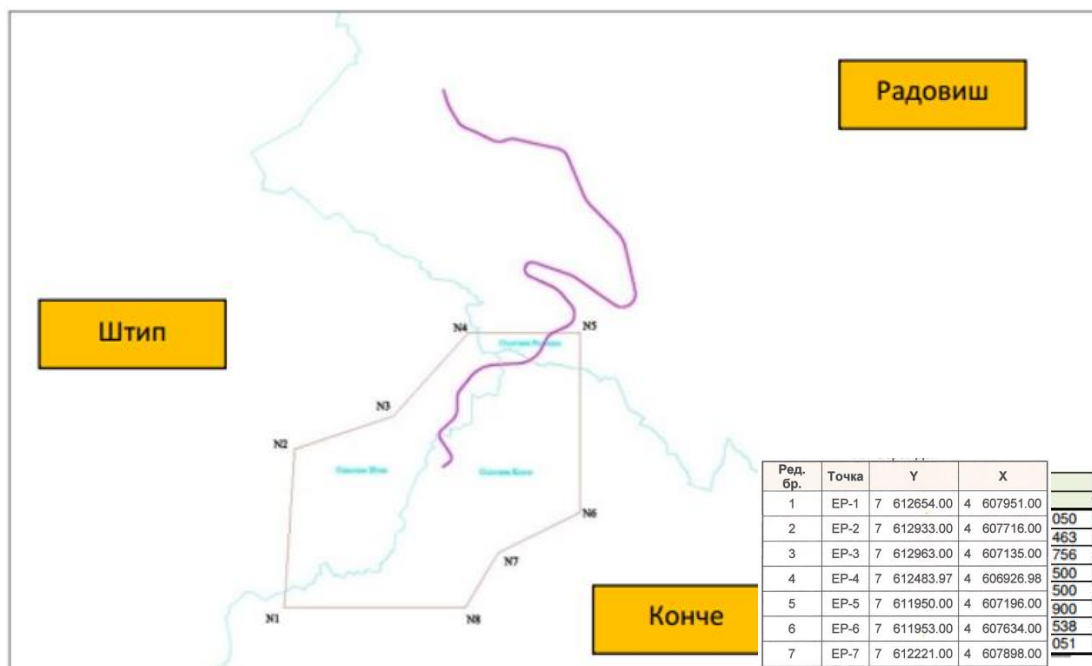 Радовиш
Штип
N4
N5
N3
N2
Општина Штип
Општина Конче
N6
N7
N1
N8
Конче
Ред. бр. Точка Y X
1 EP-1 7 612654.00 4 607951.00
2 EP-2 7 612933.00 4 607716.00
3 EP-3 7 612963.00 4 607135.00
4 EP-4 7 612483.97 4 606926.98
5 EP-5 7 611950.00 4 607196.00
6 EP-6 7 611953.00 4 607634.00
7 EP-7 7 612221.00 4 607898.00
050
463
756
500
500
900
538
051